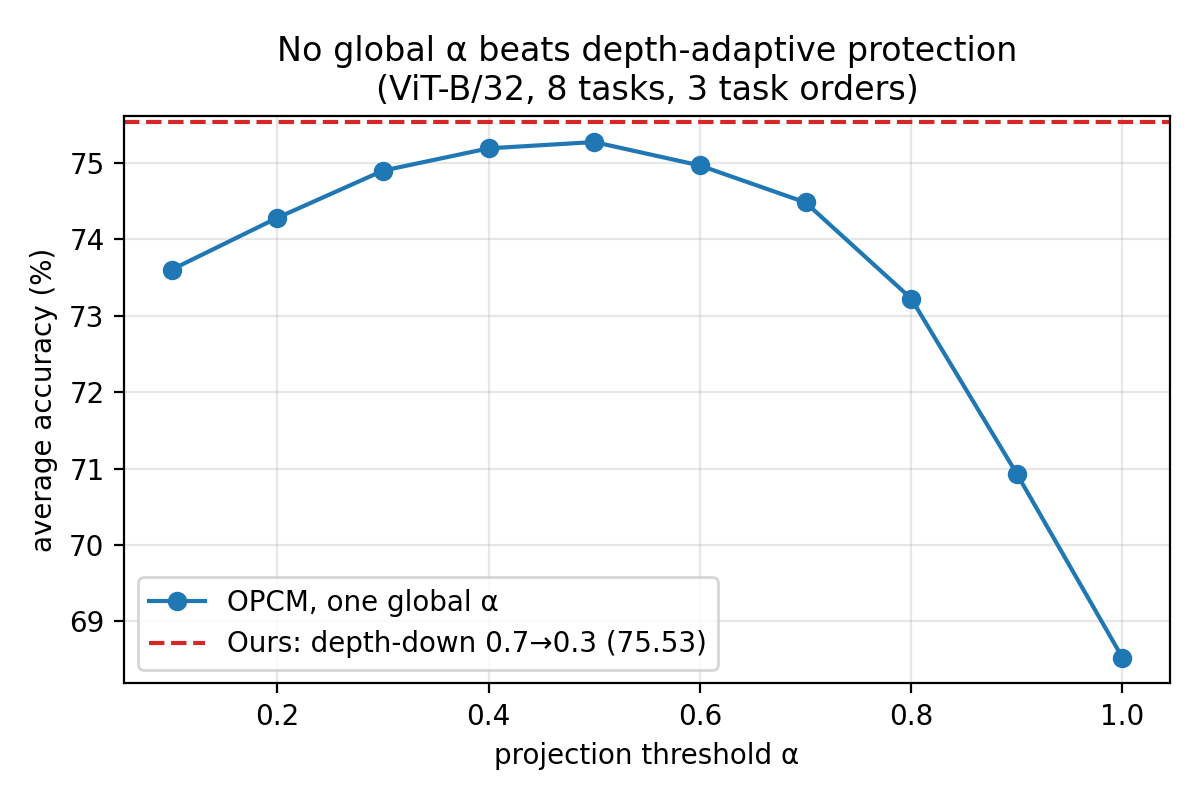 No global α beats depth-adaptive protection
(ViT-B/32, 8 tasks, 3 task orders)
average accuracy (%)
75
74
73
72
71
70
69
OPCM, one global α
Ours: depth-down 0.7→0.3 (75.53)
0.2 0.4 0.6 0.8 1.0
projection threshold α